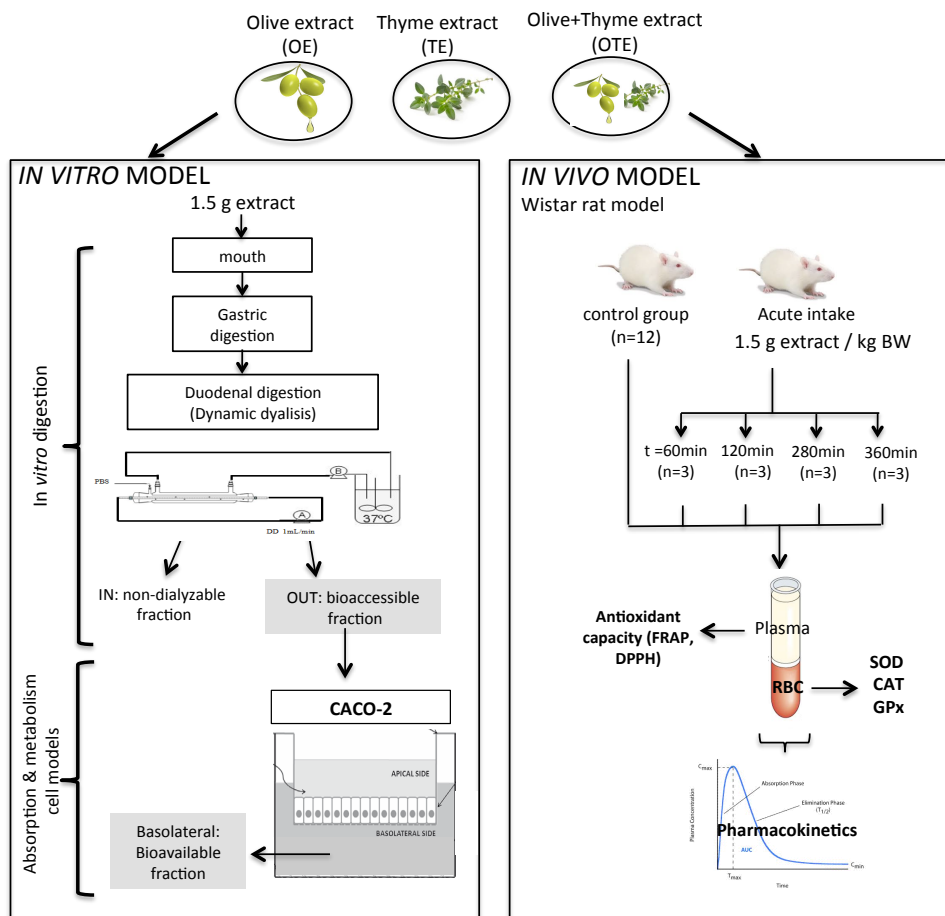 Olive extract
(OE)
Thyme extract
(TE)
Olive+Thyme extract
(OTE)
IN VITRO MODEL
1.5 g extract
mouth
Gastric
digestion
Duodenal digestion
(Dynamic dyalisis)
In vitro digestion
PBS
B
A
37ºC
DD 1mL/min
IN: non-dialyzable
fraction
OUT: bioaccessible
fraction
Absorption & metabolism
cell models
CACO-2
APICAL SIDE
BASOLATERAL SIDE
Basolateral:
Bioavailable
fraction
IN VIVO MODEL
Wistar rat model
control group
(n=12)
Acute intake
1.5 g extract / kg BW
t =60min
(n=3)
120min
(n=3)
280min
(n=3)
360min
(n=3)
Antioxidant
capacity (FRAP,
DPPH)
Plasma
RBC
SOD
CAT
GPx
Plasma Concentration
Cmax
Absorption Phase
Elimination Phase
(T1/2)
Pharmacokinetics
AUC
Cmin
Tmax
Time